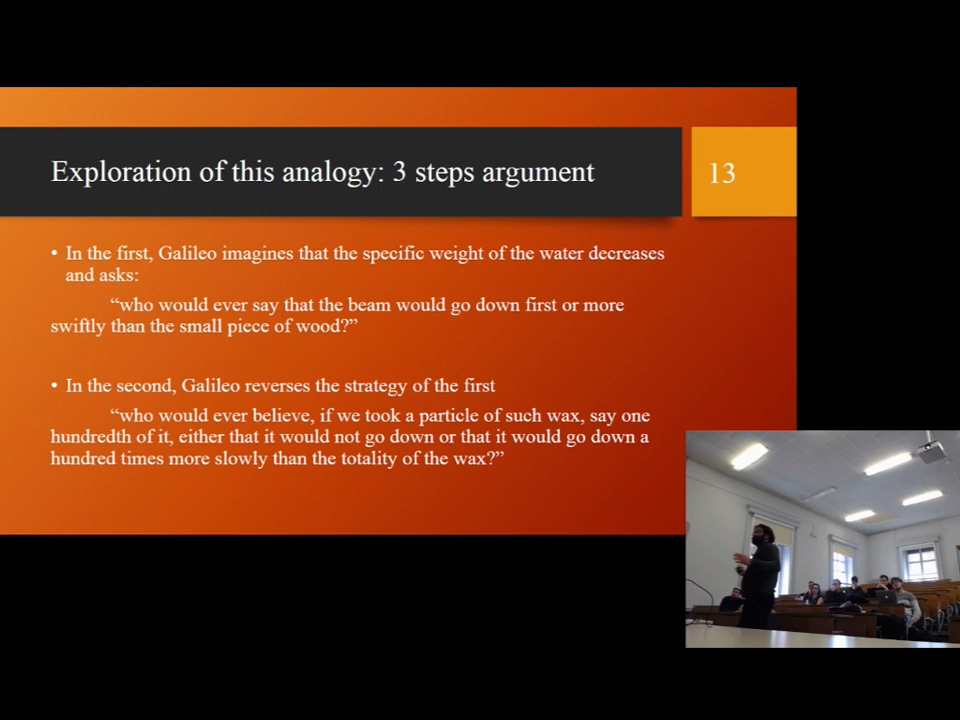 Exploration of this analogy: 3 steps argument
13
• In the first, Galileo imagines that the specific weight of the water decreases
and asks:
“who would ever say that the beam would go down first or more
swiftly than the small piece of wood?”
• In the second, Galileo reverses the strategy of the first
“who would ever believe, if we took a particle of such wax, say one
hundredth of it, either that it would not go down or that it would go down a
hundred times more slowly than the totality of the wax?”